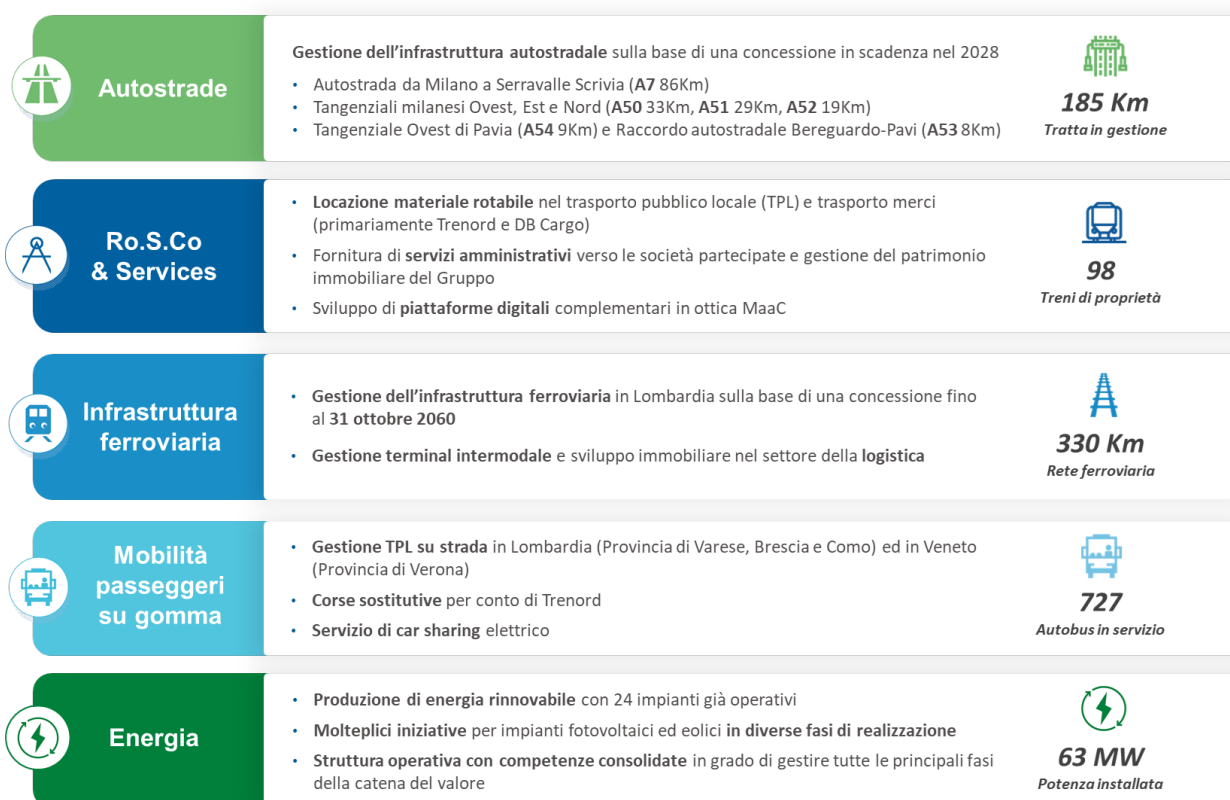 Autostrade
Gestione dell'infrastruttura autostradale sulla base di una concessione in scadenza nel 2028
• Autostrada da Milano a Serravalle Scrivia (A7 86Km)
• Tangenziali milanesi Ovest, Est e Nord (A50 33Km, A51 29Km, A52 19Km)
• Tangenziale Ovest di Pavia (A54 9Km) e Raccordo autostradale Bereguardo-Pavi (A53 8Km)
185 Km
Tratta in gestione
Ro.S.Co
& Services
• Locazione materiale rotabile nel trasporto pubblico locale (TPL) e trasporto merci
(primariamente Trenord e DB Cargo)
• Fornitura di servizi amministrativi verso le società partecipate e gestione del patrimonio
immobiliare del Gruppo
• Sviluppo di piattaforme digitali complementari in ottica MaaC
98
Treni di proprietà
Infrastruttura
ferroviaria
• Gestione dell'infrastruttura ferroviaria in Lombardia sulla base di una concessione fino
al 31 ottobre 2060
• Gestione terminal intermodale e sviluppo immobiliare nel settore della logistica
330 Km
Rete ferroviaria
Mobilità
passeggeri
su gomma
• Gestione TPL su strada in Lombardia (Provincia di Varese, Brescia e Como) ed in Veneto
(Provincia di Verona)
• Corse sostitutive per conto di Trenord
• Servizio di car sharing elettrico
727
Autobus in servizio
Energia
• Produzione di energia rinnovabile con 24 impianti già operativi
• Molteplici iniziative per impianti fotovoltaici ed eolici in diverse fasi di realizzazione
• Struttura operativa con competenze consolidate in grado di gestire tutte le principali fasi
della catena del valore
63 MW
Potenza installata